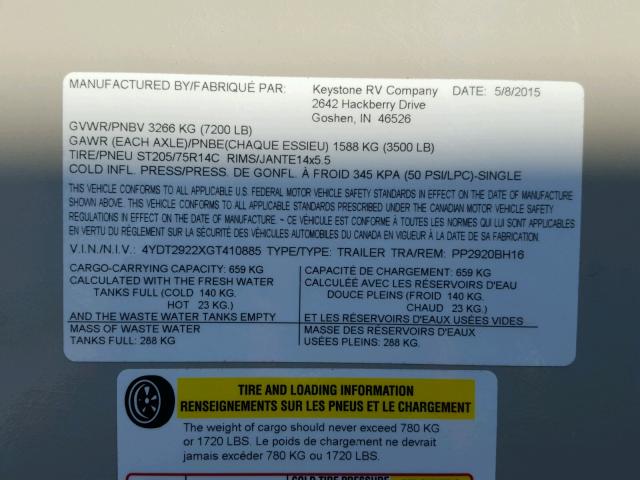 MANUFACTURED BY/FABRIQUÉ PAR: Keystone RV Company DATE: 5/8/2015
2642 Hackberry Drive
Goshen, IN 46526
GVWR/PNBV 3266 KG (7200 LB)
GAWR (EACH AXLE)/PNBE(CHAQUE ESSIEU) 1588 KG (3500 LB)
TIRE/PNEU ST205/75R14C RIMS/JANTE14x5.5
COLD INFL. PRESS/PRESS. DE GONFL. À FROID 345 KPA (50 PSI/LPC)-SINGLE
THIS VEHICLE CONFORMS TO ALL APPLICABLE U.S. FEDERAL MOTOR VEHICLE SAFETY STANDARDS IN EFFECT ON THE DATE OF MANUFACTURE
SHOWN ABOVE. THIS VEHICLE CONFORMS TO ALL APPLICABLE STANDARDS PRESCRIBED UNDER THE CANADIAN MOTOR VEHICLE SAFETY
REGULATIONS IN EFFECT ON THE DATE OF MANUFACTURE / CE VÉHICULE EST CONFORME À TOUTES LES NORMES QUI LUI SONT APPLICABLES
EN VERTU DU RÈGLEMENT SUR LA SÉCURITÉ DES VÉHICULES AUTOMOBILES DU CANADA EN VIGUEUR À LA DATE DE SA FABRICATION.
V.I.N./N.I.V.: 4YDT2922XGT410885 TYPE/TYPE: TRAILER TRA/REM: PP2920BH16
CARGO-CARRYING CAPACITY: 659 KG
CALCULATED WITH THE FRESH WATER
TANKS FULL (COLD 140 KG.
HOT 23 KG.)
AND THE WASTE WATER TANKS EMPTY
MASS OF WASTE WATER
TANKS FULL: 288 KG
CAPACITÉ DE CHARGEMENT: 659 KG
CALCULÉE AVEC LES RÉSERVOIRS D'EAU
DOUCE PLEINS (FROID 140 KG.
CHAUD 23 KG.)
ET LES RÉSERVOIRS D'EAUX USÉES VIDES
MASSE DES RÉSERVOIRS D'EAUX
USÉES PLEINS: 288 KG.
TIRE AND LOADING INFORMATION
RENSEIGNEMENTS SUR LES PNEUS ET LE CHARGEMENT
The weight of cargo should never exceed 780 KG
or 1720 LBS. Le poids de chargement ne devrait
jamais excéder 780 KG ou 1720 LBS.
COLD TIRE PRESSURE